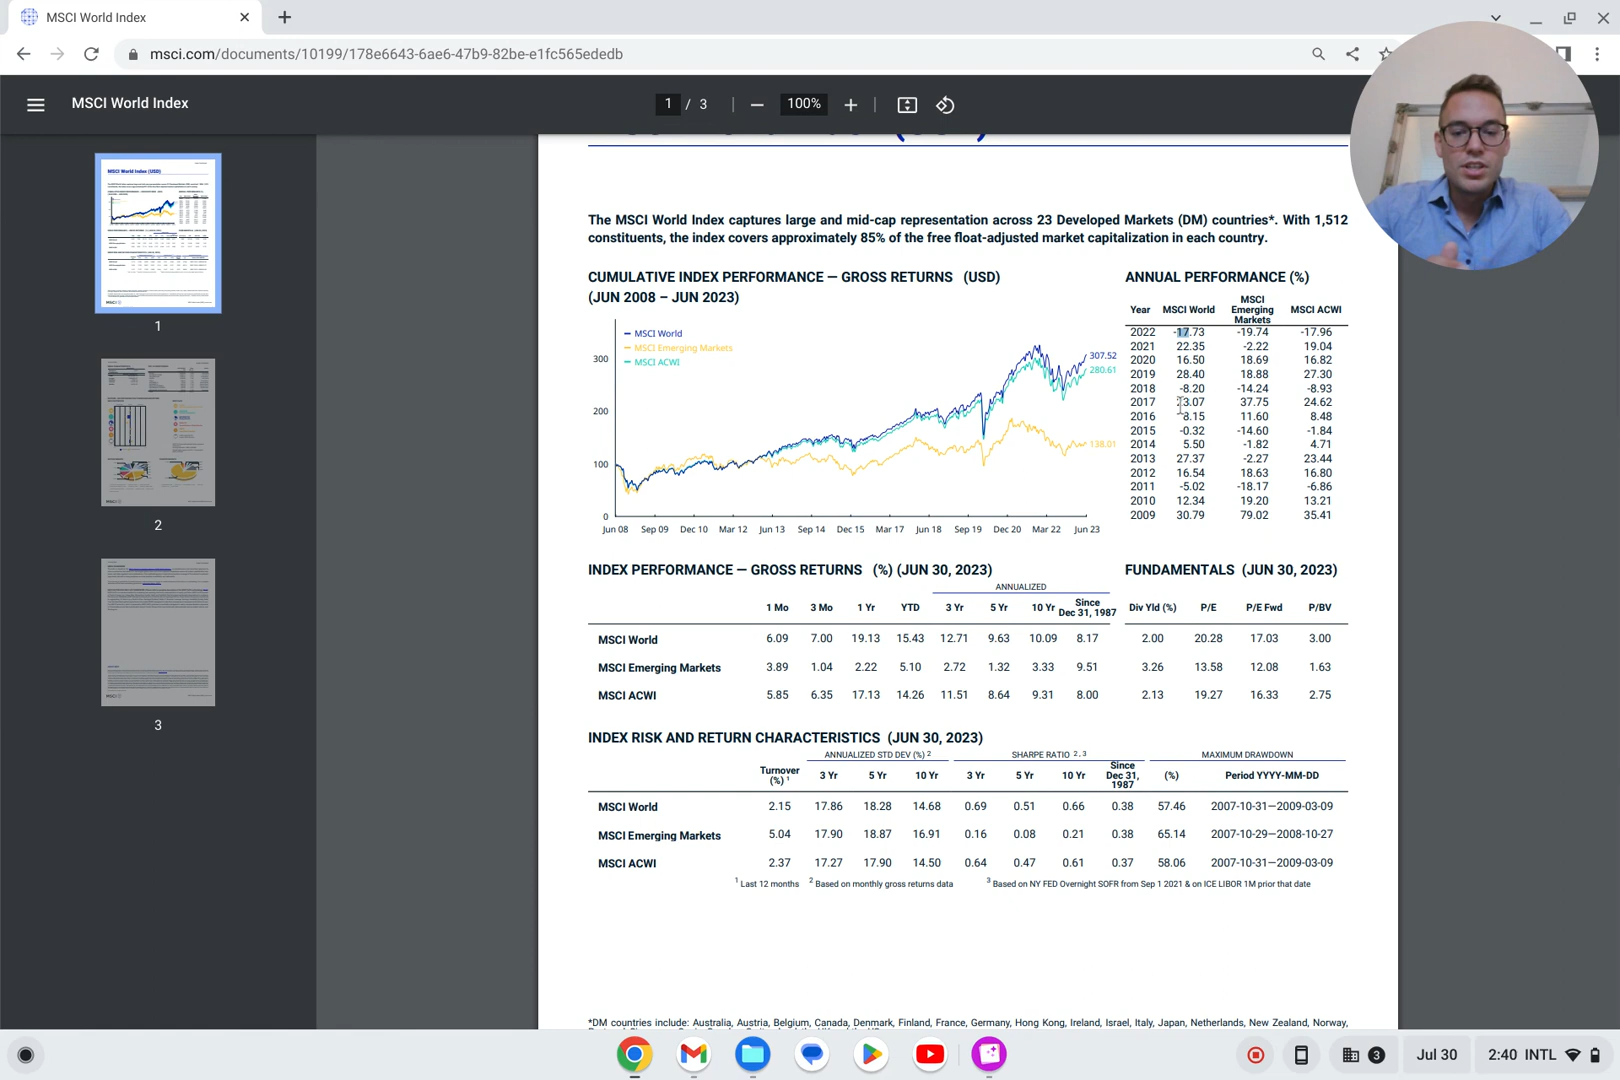 MSCI World Index
msci.com/documents/10199/178e6643-6ae6-47b9-82be-e1fc565ededb
MSCI World Index
1 / 3
100%
The MSCI World Index captures large and mid-cap representation across 23 Developed Markets (DM) countries*. With 1,512
constituents, the index covers approximately 85% of the free float-adjusted market capitalization in each country.
CUMULATIVE INDEX PERFORMANCE — GROSS RETURNS (USD)
(JUN 2008 – JUN 2023)
MSCI World
MSCI Emerging Markets
MSCI ACWI
300
200
100
0
307.52
280.61
138.01
Jun 08 Sep 09 Dec 10 Mar 12 Jun 13 Sep 14 Dec 15 Mar 17 Jun 18 Sep 19 Dec 20 Mar 22 Jun 23
ANNUAL PERFORMANCE (%)
Year MSCI World MSCI Emerging Markets MSCI ACWI
2022 -17.73 -19.74 -17.96
2021 22.35 -2.22 19.04
2020 16.50 18.69 16.82
2019 28.40 18.88 27.30
2018 -8.20 -14.24 -8.93
2017 3.07 37.75 24.62
2016 8.15 11.60 8.48
2015 -0.32 -14.60 -1.84
2014 5.50 -1.82 4.71
2013 27.37 -2.27 23.44
2012 16.54 18.63 16.80
2011 -5.02 -18.17 -6.86
2010 12.34 19.20 13.21
2009 30.79 79.02 35.41
INDEX PERFORMANCE — GROSS RETURNS (%) (JUN 30, 2023)
ANNUALIZED
1 Mo 3 Mo 1 Yr YTD 3 Yr 5 Yr 10 Yr Since Dec 31, 1987
MSCI World 6.09 7.00 19.13 15.43 12.71 9.63 10.09 8.17
MSCI Emerging Markets 3.89 1.04 2.22 5.10 2.72 1.32 3.33 9.51
MSCI ACWI 5.85 6.35 17.13 14.26 11.51 8.64 9.31 8.00
FUNDAMENTALS (JUN 30, 2023)
Div Yld (%) P/E P/E Fwd P/BV
2.00 20.28 17.03 3.00
3.26 13.58 12.08 1.63
2.13 19.27 16.33 2.75
INDEX RISK AND RETURN CHARACTERISTICS (JUN 30, 2023)
ANNUALIZED STD DEV (%) 2 SHARPE RATIO 2,3 MAXIMUM DRAWDOWN
Turnover (%) 1 3 Yr 5 Yr 10 Yr 3 Yr 5 Yr 10 Yr Since Dec 31, 1987 (%) Period YYYY-MM-DD
MSCI World 2.15 17.86 18.28 14.68 0.69 0.51 0.66 0.38 57.46 2007-10-31—2009-03-09
MSCI Emerging Markets 5.04 17.90 18.87 16.91 0.16 0.08 0.21 0.38 65.14 2007-10-29—2008-10-27
MSCI ACWI 2.37 17.27 17.90 14.50 0.64 0.47 0.61 0.37 58.06 2007-10-31—2009-03-09
1 Last 12 months 2 Based on monthly gross returns data 3 Based on NY FED Overnight SOFR from Sep 1 2021 & on ICE LIBOR 1M prior that date
*DM countries include: Australia, Austria, Belgium, Canada, Denmark, Finland, France, Germany, Hong Kong, Ireland, Israel, Italy, Japan, Netherlands, New Zealand, Norway,
1
2
3
3
Jul 30
2:40 INTL